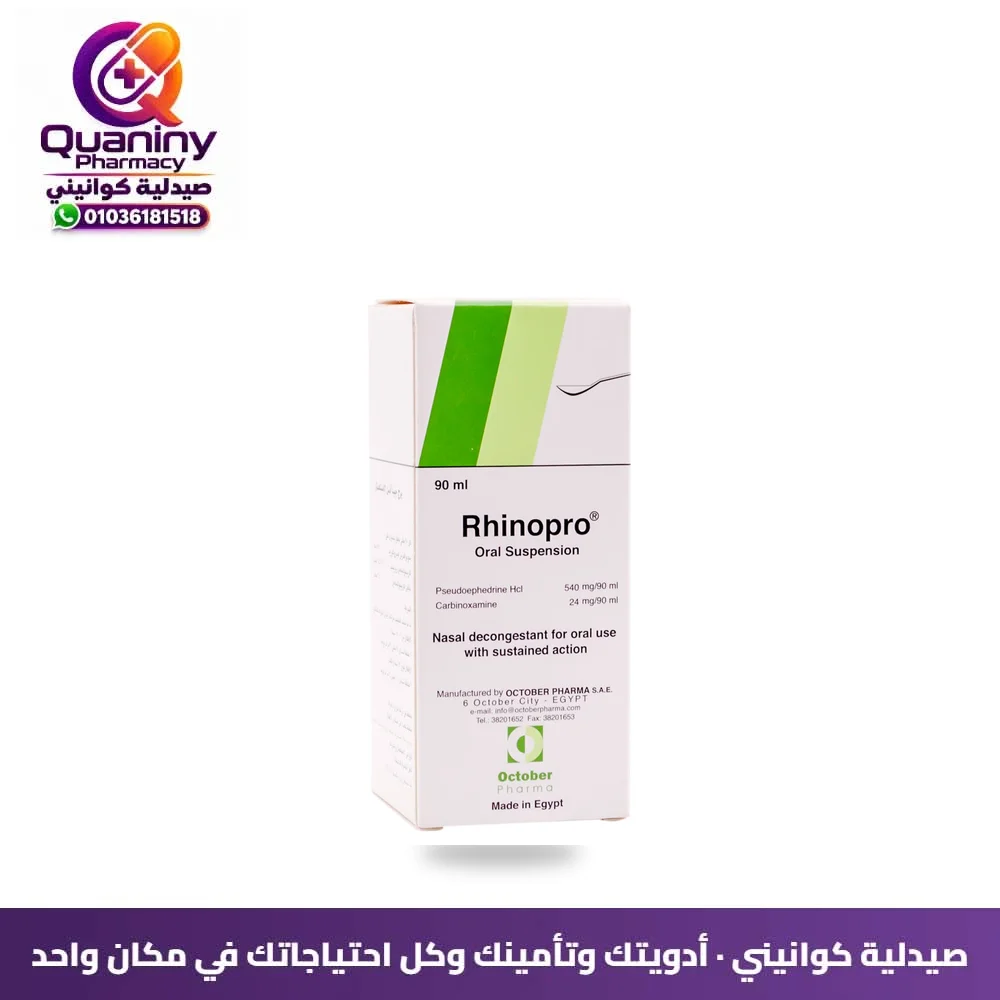 Quaniny
Pharmacy
صيدلية كوانيني
01036181518
90 ml
Rhinopro®
Oral Suspension
Pseudoephedrine Hcl 540 mg/90 ml
Carbinoxamine 24 mg/90 ml
Nasal decongestant for oral use
with sustained action
Manufactured by OCTOBER PHARMA S.A.E.
6 October City - EGYPT
e-mail: info@octoberpharma.com
Tel.: 38201652 Fax: 38201653
October
Pharma
Made in Egypt
صيدلية كوانيني · أدويتك وتأمينك وكل احتياجاتك في مكان واحد